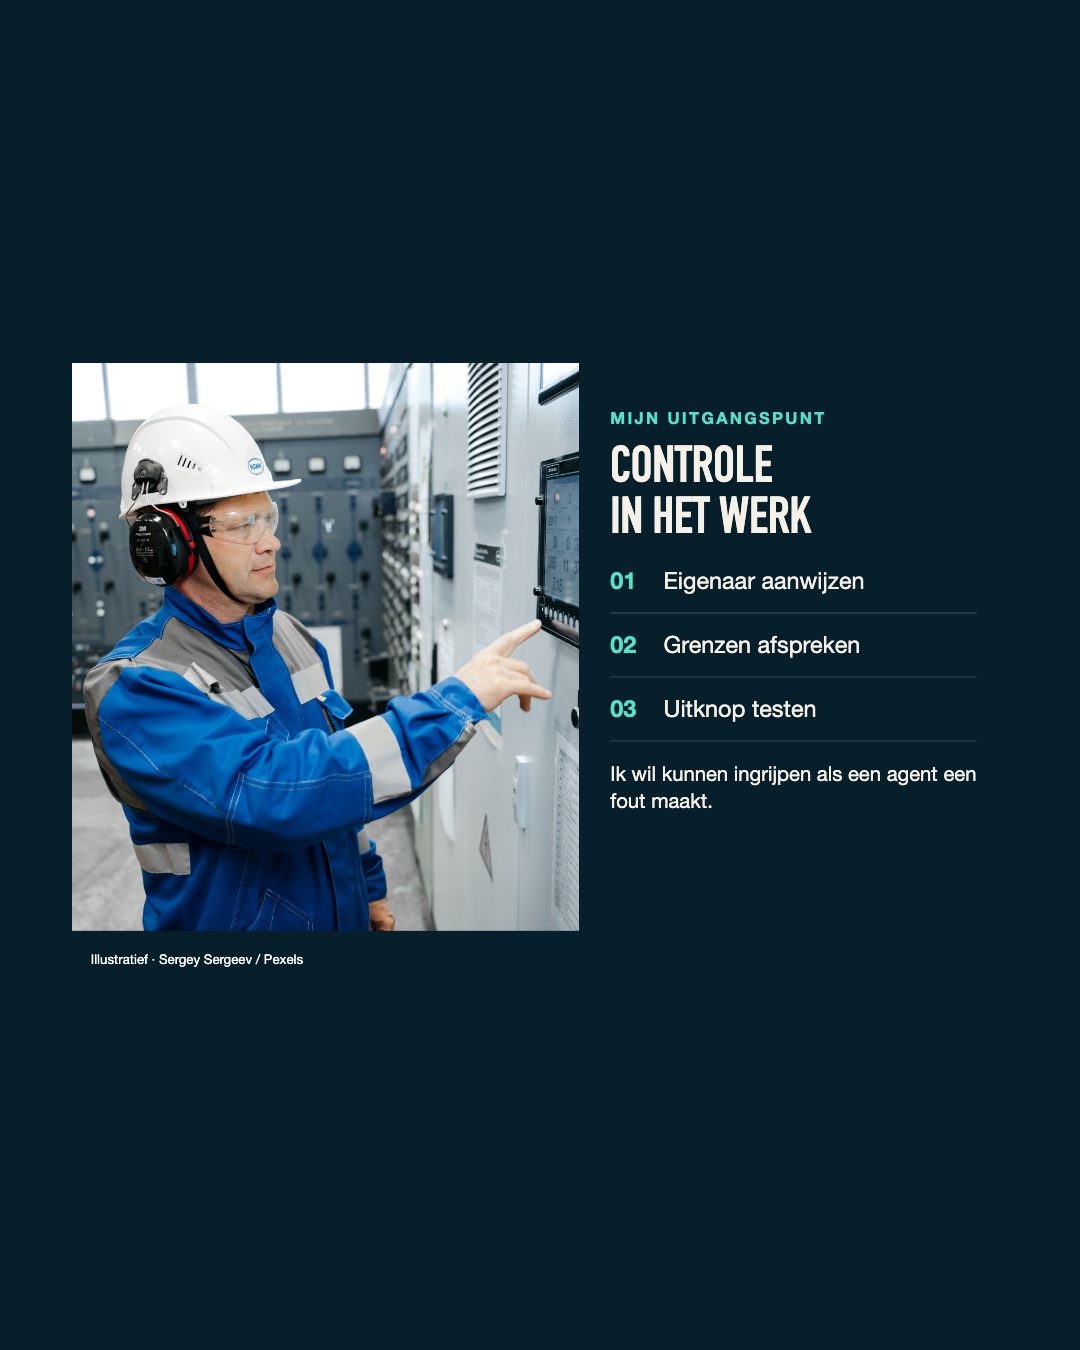 MIJN UITGANGSPUNT
CONTROLE
IN HET WERK
01 Eigenaar aanwijzen
02 Grenzen afspreken
03 Uitknop testen
Ik wil kunnen ingrijpen als een agent een
fout maakt.
Illustratief · Sergey Sergeev / Pexels